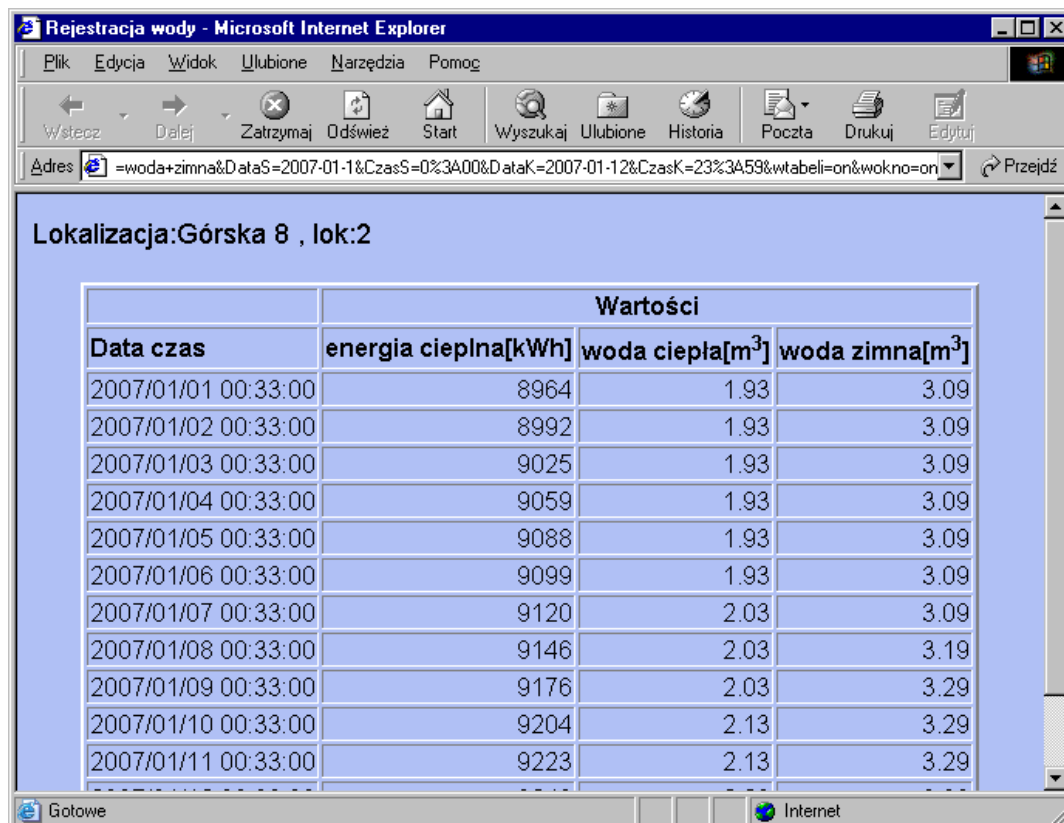 Rejestracja wody - Microsoft Internet Explorer
Plik Edycja Widok Ulubione Narzędzia Pomoc
Wstecz Dalej Zatrzymaj Odśwież Start Wyszukaj Ulubione Historia Poczta Drukuj Edytuj
Adres =woda+zimna&DataS=2007-01-1&CzasS=0%3A00&DataK=2007-01-12&CzasK=23%3A59&wtabeli=on&wokno=on Przejdź
Lokalizacja:Górska 8 , lok:2
Wartości
Data czas energia cieplna[kWh] woda ciepła[m³] woda zimna[m³]
2007/01/01 00:33:00 8964 1.93 3.09
2007/01/02 00:33:00 8992 1.93 3.09
2007/01/03 00:33:00 9025 1.93 3.09
2007/01/04 00:33:00 9059 1.93 3.09
2007/01/05 00:33:00 9088 1.93 3.09
2007/01/06 00:33:00 9099 1.93 3.09
2007/01/07 00:33:00 9120 2.03 3.09
2007/01/08 00:33:00 9146 2.03 3.19
2007/01/09 00:33:00 9176 2.03 3.29
2007/01/10 00:33:00 9204 2.13 3.29
2007/01/11 00:33:00 9223 2.13 3.29
Gotowe Internet